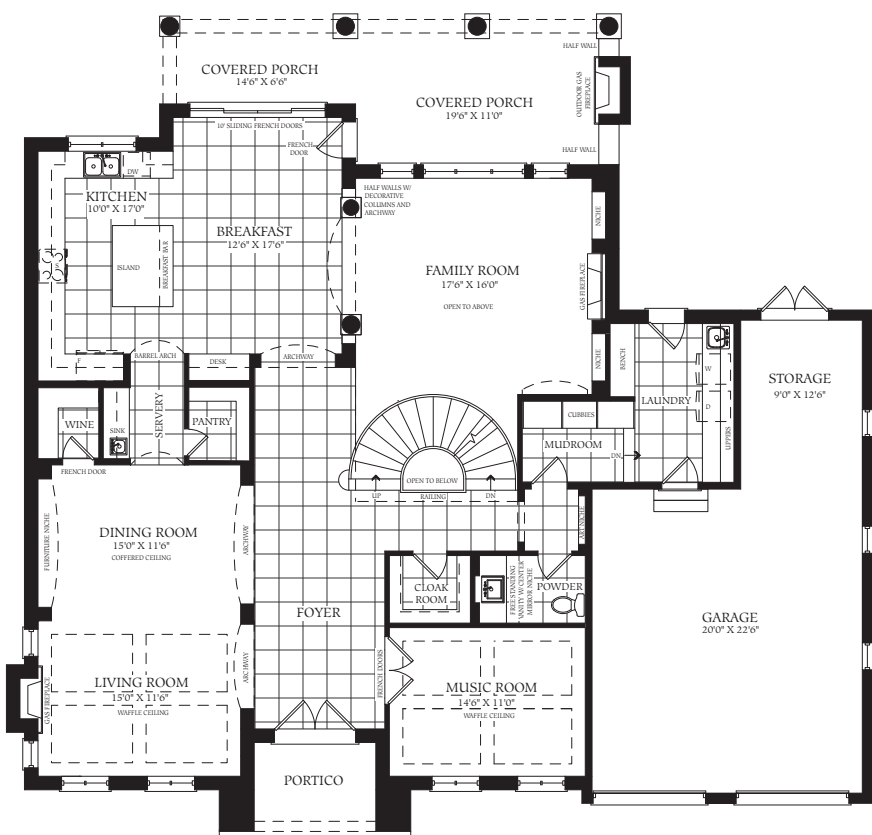 HALF WALL
COVERED PORCH
14'6" X 6'6"
COVERED PORCH
19'6" X 11'0"
OUTDOOR GAS
FIREPLACE
10' SLIDING FRENCH DOORS
FRENCH
DOOR
HALF WALL
DW
KITCHEN
10'0" X 17'0"
HALF WALLS W/
DECORATIVE
COLUMNS AND
ARCHWAY
NICHE
BREAKFAST
12'6" X 17'6"
ISLAND
BREAKFAST BAR
FAMILY ROOM
17'6" X 16'0"
OPEN TO ABOVE
GAS FIREPLACE
S
F
BARREL ARCH
DESK
ARCHWAY
NICHE
BENCH
W
D
LAUNDRY
UPPERS
STORAGE
9'0" X 12'6"
WINE
SINK
SERVERY
PANTRY
CUBBIES
MUDROOM
DN
FRENCH DOOR
OPEN TO BELOW
UP
RAILING
DN
FURNITURE NICHE
DINING ROOM
15'0" X 11'6"
COFFERED CEILING
ARCHWAY
ART NICHE
CLOAK
ROOM
FREE STANDING
VANITY W/ CENTER
MIRROR NICHE
POWDER
FOYER
GARAGE
20'0" X 22'6"
GAS FIREPLACE
LIVING ROOM
15'0" X 11'6"
WAFFLE CEILING
ARCHWAY
FRENCH DOORS
MUSIC ROOM
14'6" X 11'0"
WAFFLE CEILING
PORTICO